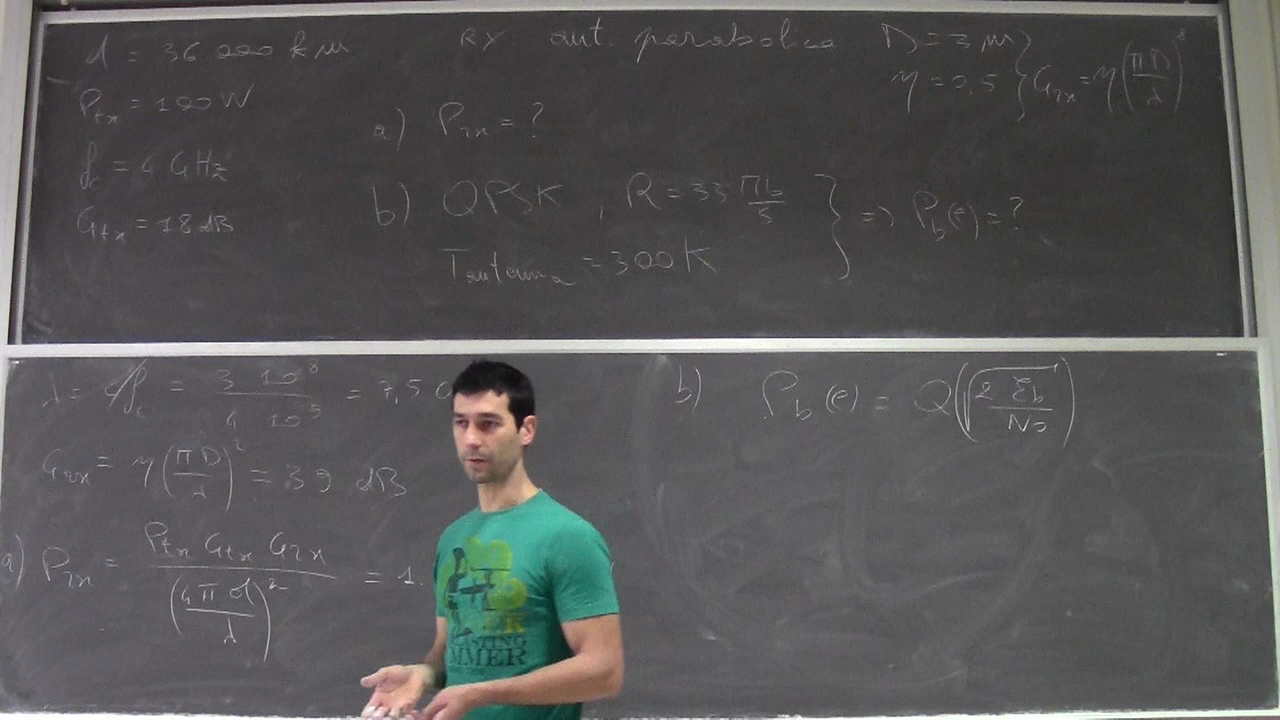 d = 36 000 km
P_tx = 100 W
f_c = 4 GHz
G_tx = 18 dB
RX ant. parabolica D = 3 m
η = 0,5 } G_rx = η (πD/λ)²
a) P_rx = ?
b) QPSK , R = 33 Mb/s
T_antenna = 300 K } => P_b(e) = ?
λ = c/f_c = 3 10⁸ / 4 10⁹ = 7,5 c
G_rx = η (πD/λ)² = 39 dB
a) P_rx = P_tx G_tx G_rx / (4πd/λ)² = 1.
b) P_b(e) = Q(√(2 E_b/N_0))
MMER